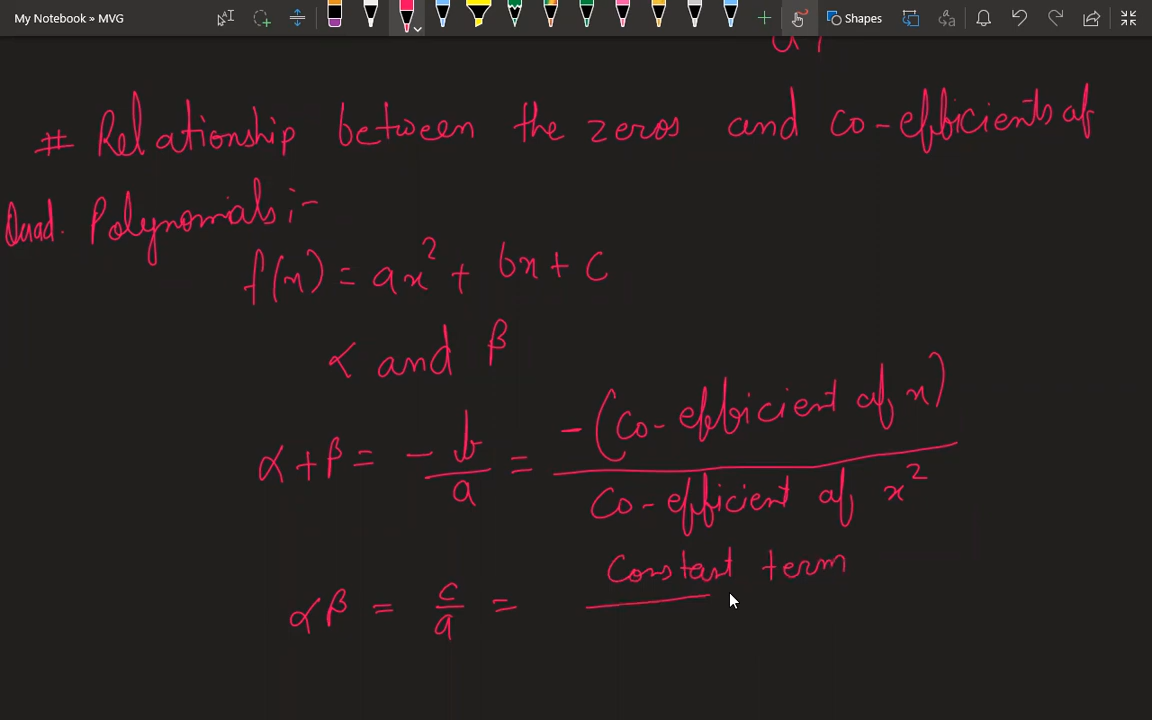 My Notebook » MVG
Shapes
# Relationship between the zeros and co-efficients of
Quad. Polynomials :-
f(x) = ax² + bx + c
α and β
α + β = - b/a = -(Co-efficient of x) / Co-efficient of x²
αβ = c/a = Constant term